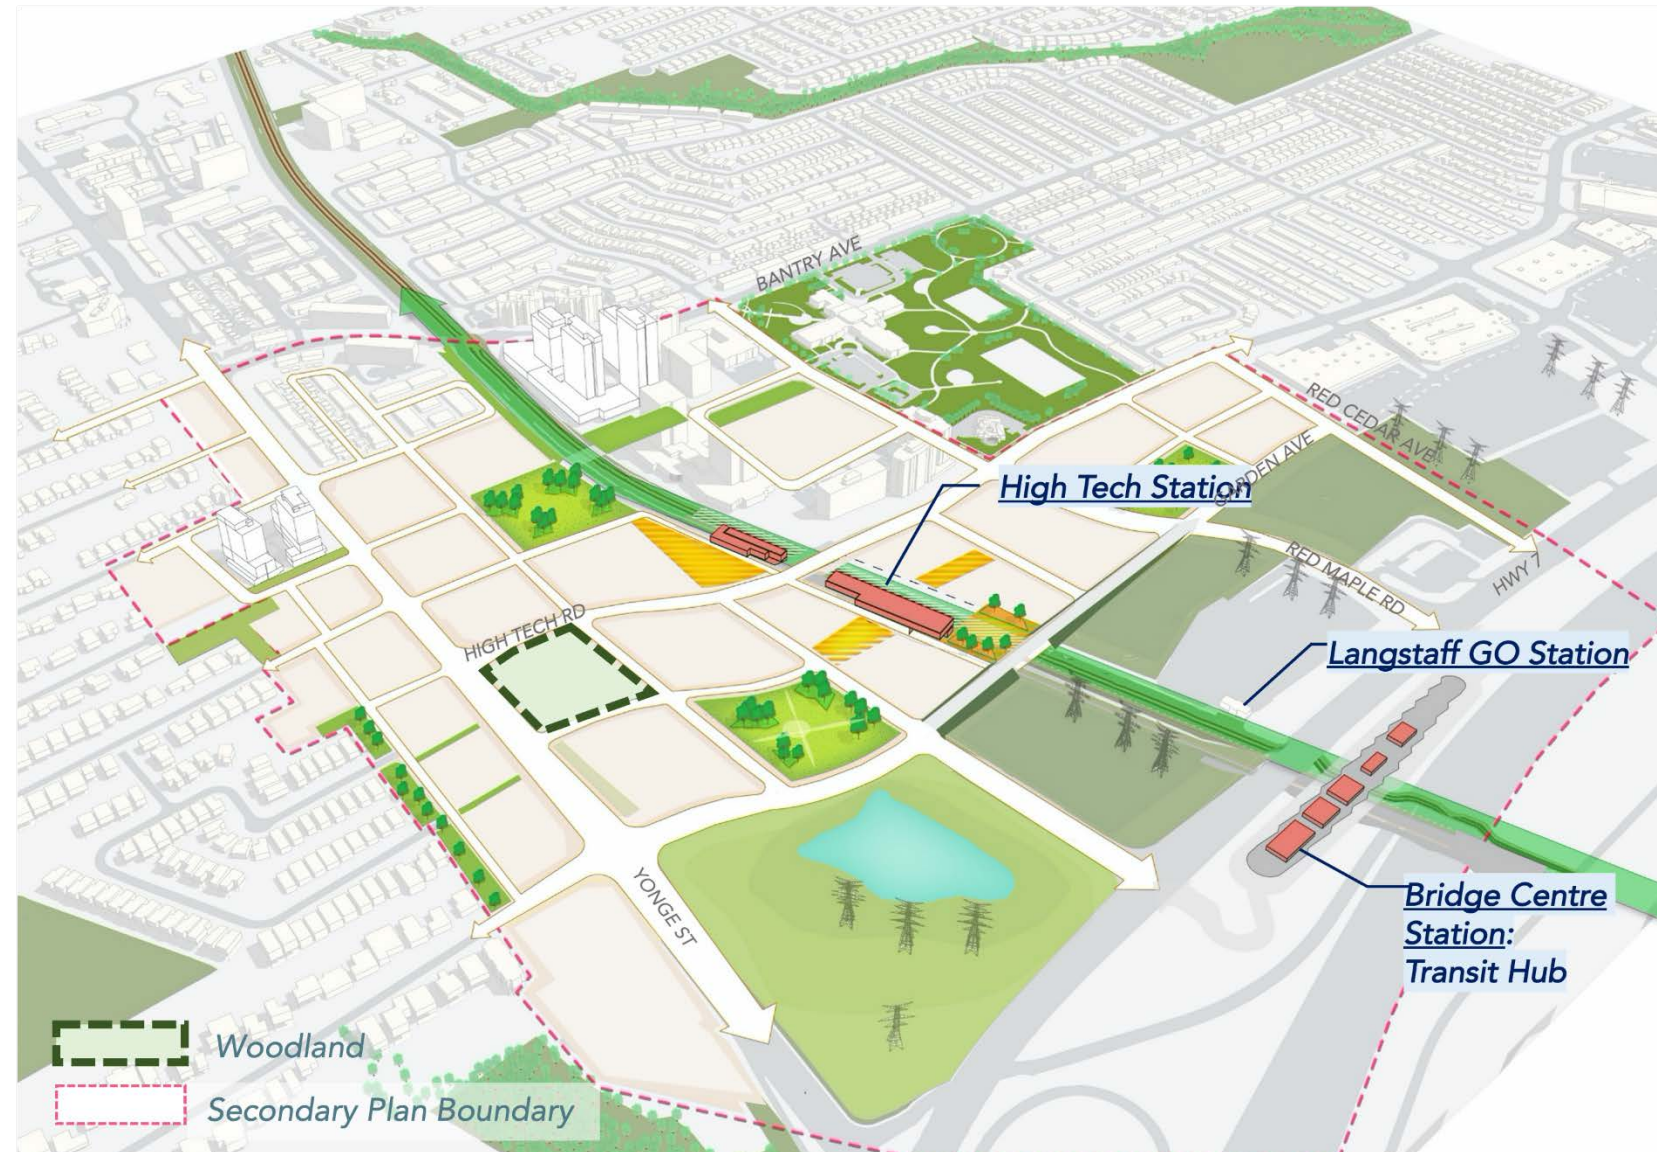 BANTRY AVE
RED CEDAR AVE
GARDEN AVE
High Tech Station
HWY 7
RED MAPLE RD
HIGH TECH RD
Langstaff GO Station
YONGE ST
Bridge Centre
Station:
Transit Hub
Woodland
Secondary Plan Boundary